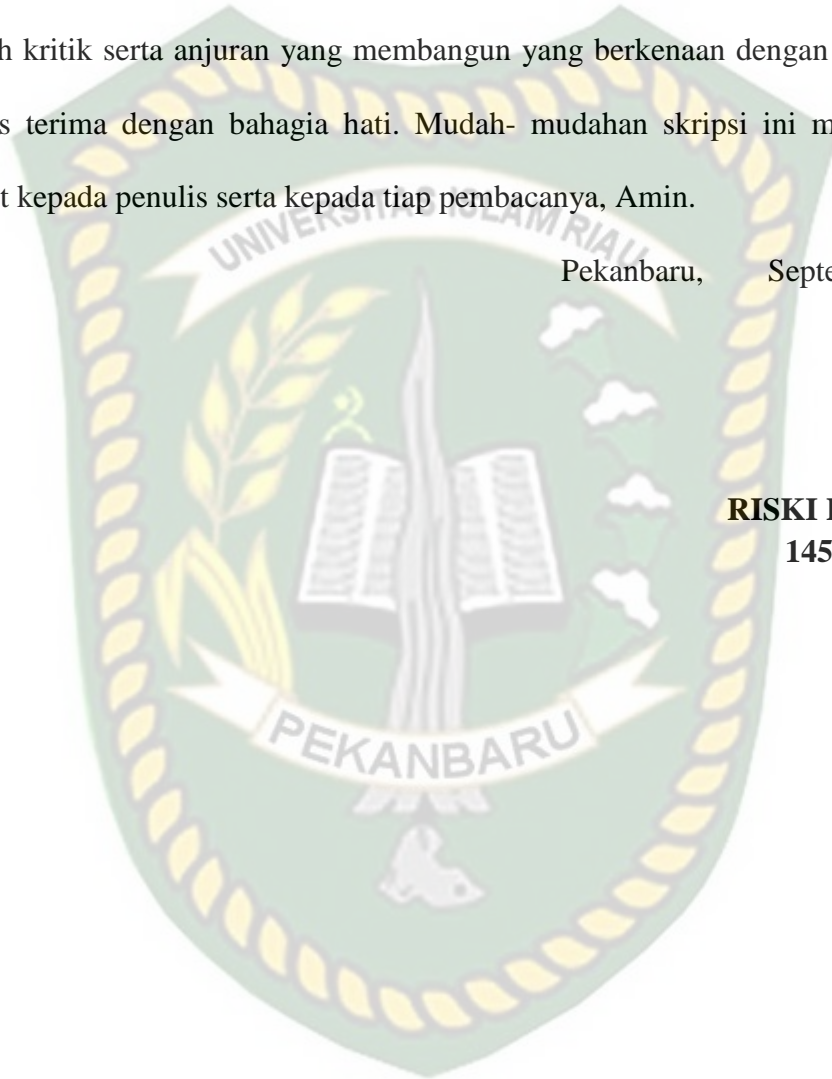 h kritik serta anjuran yang membangun yang berkenaan dengan
s terima dengan bahagia hati. Mudah- mudahan skripsi ini m
t kepada penulis serta kepada tiap pembacanya, Amin.
UNIVERSITAS ISLAM RIAU
Pekanbaru, Septe
RISKI
145
PEKANBARU